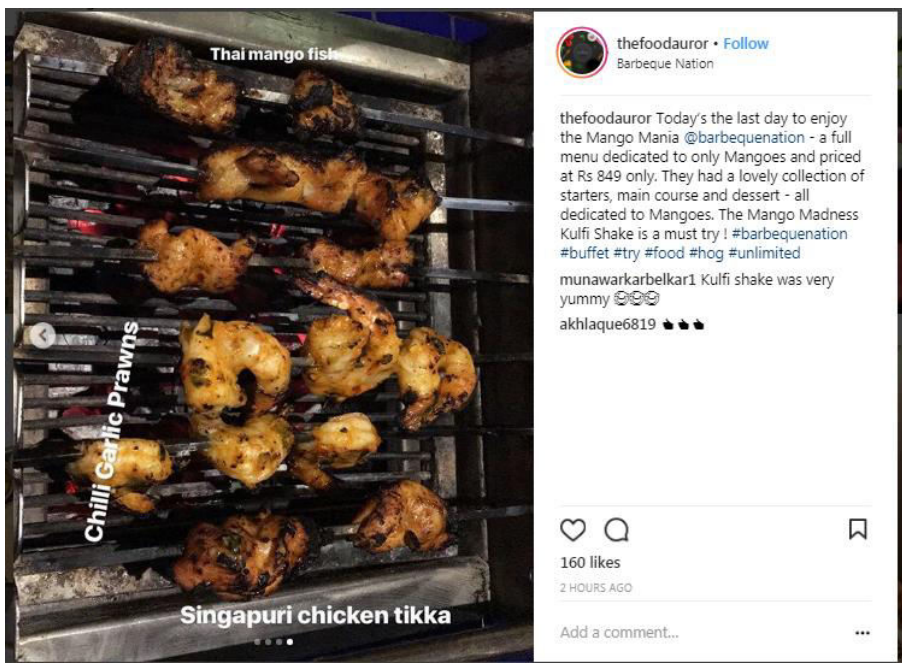 Thai mango fish
Chilli Garlic Prawns
Singapuri chicken tikka
thefoodauror • Follow
Barbeque Nation
thefoodauror Today's the last day to enjoy
the Mango Mania @barbequenation - a full
menu dedicated to only Mangoes and priced
at Rs 849 only. They had a lovely collection of
starters, main course and dessert - all
dedicated to Mangoes. The Mango Madness
Kulfi Shake is a must try ! #barbequenation
#buffet #try #food #hog #unlimited
munawarkarbelkar1 Kulfi shake was very
yummy
akhlaque6819
160 likes
2 HOURS AGO
Add a comment...